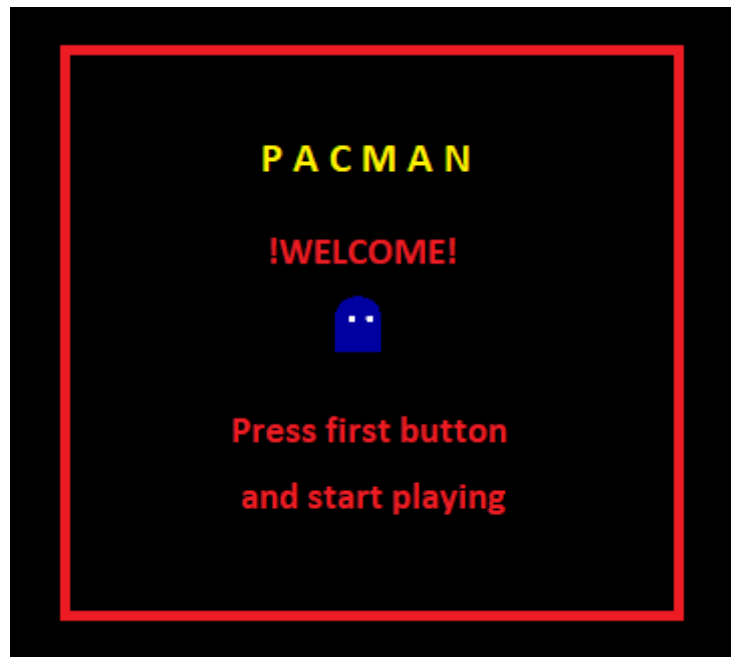 P A C M A N
!WELCOME!
Press first button
and start playing